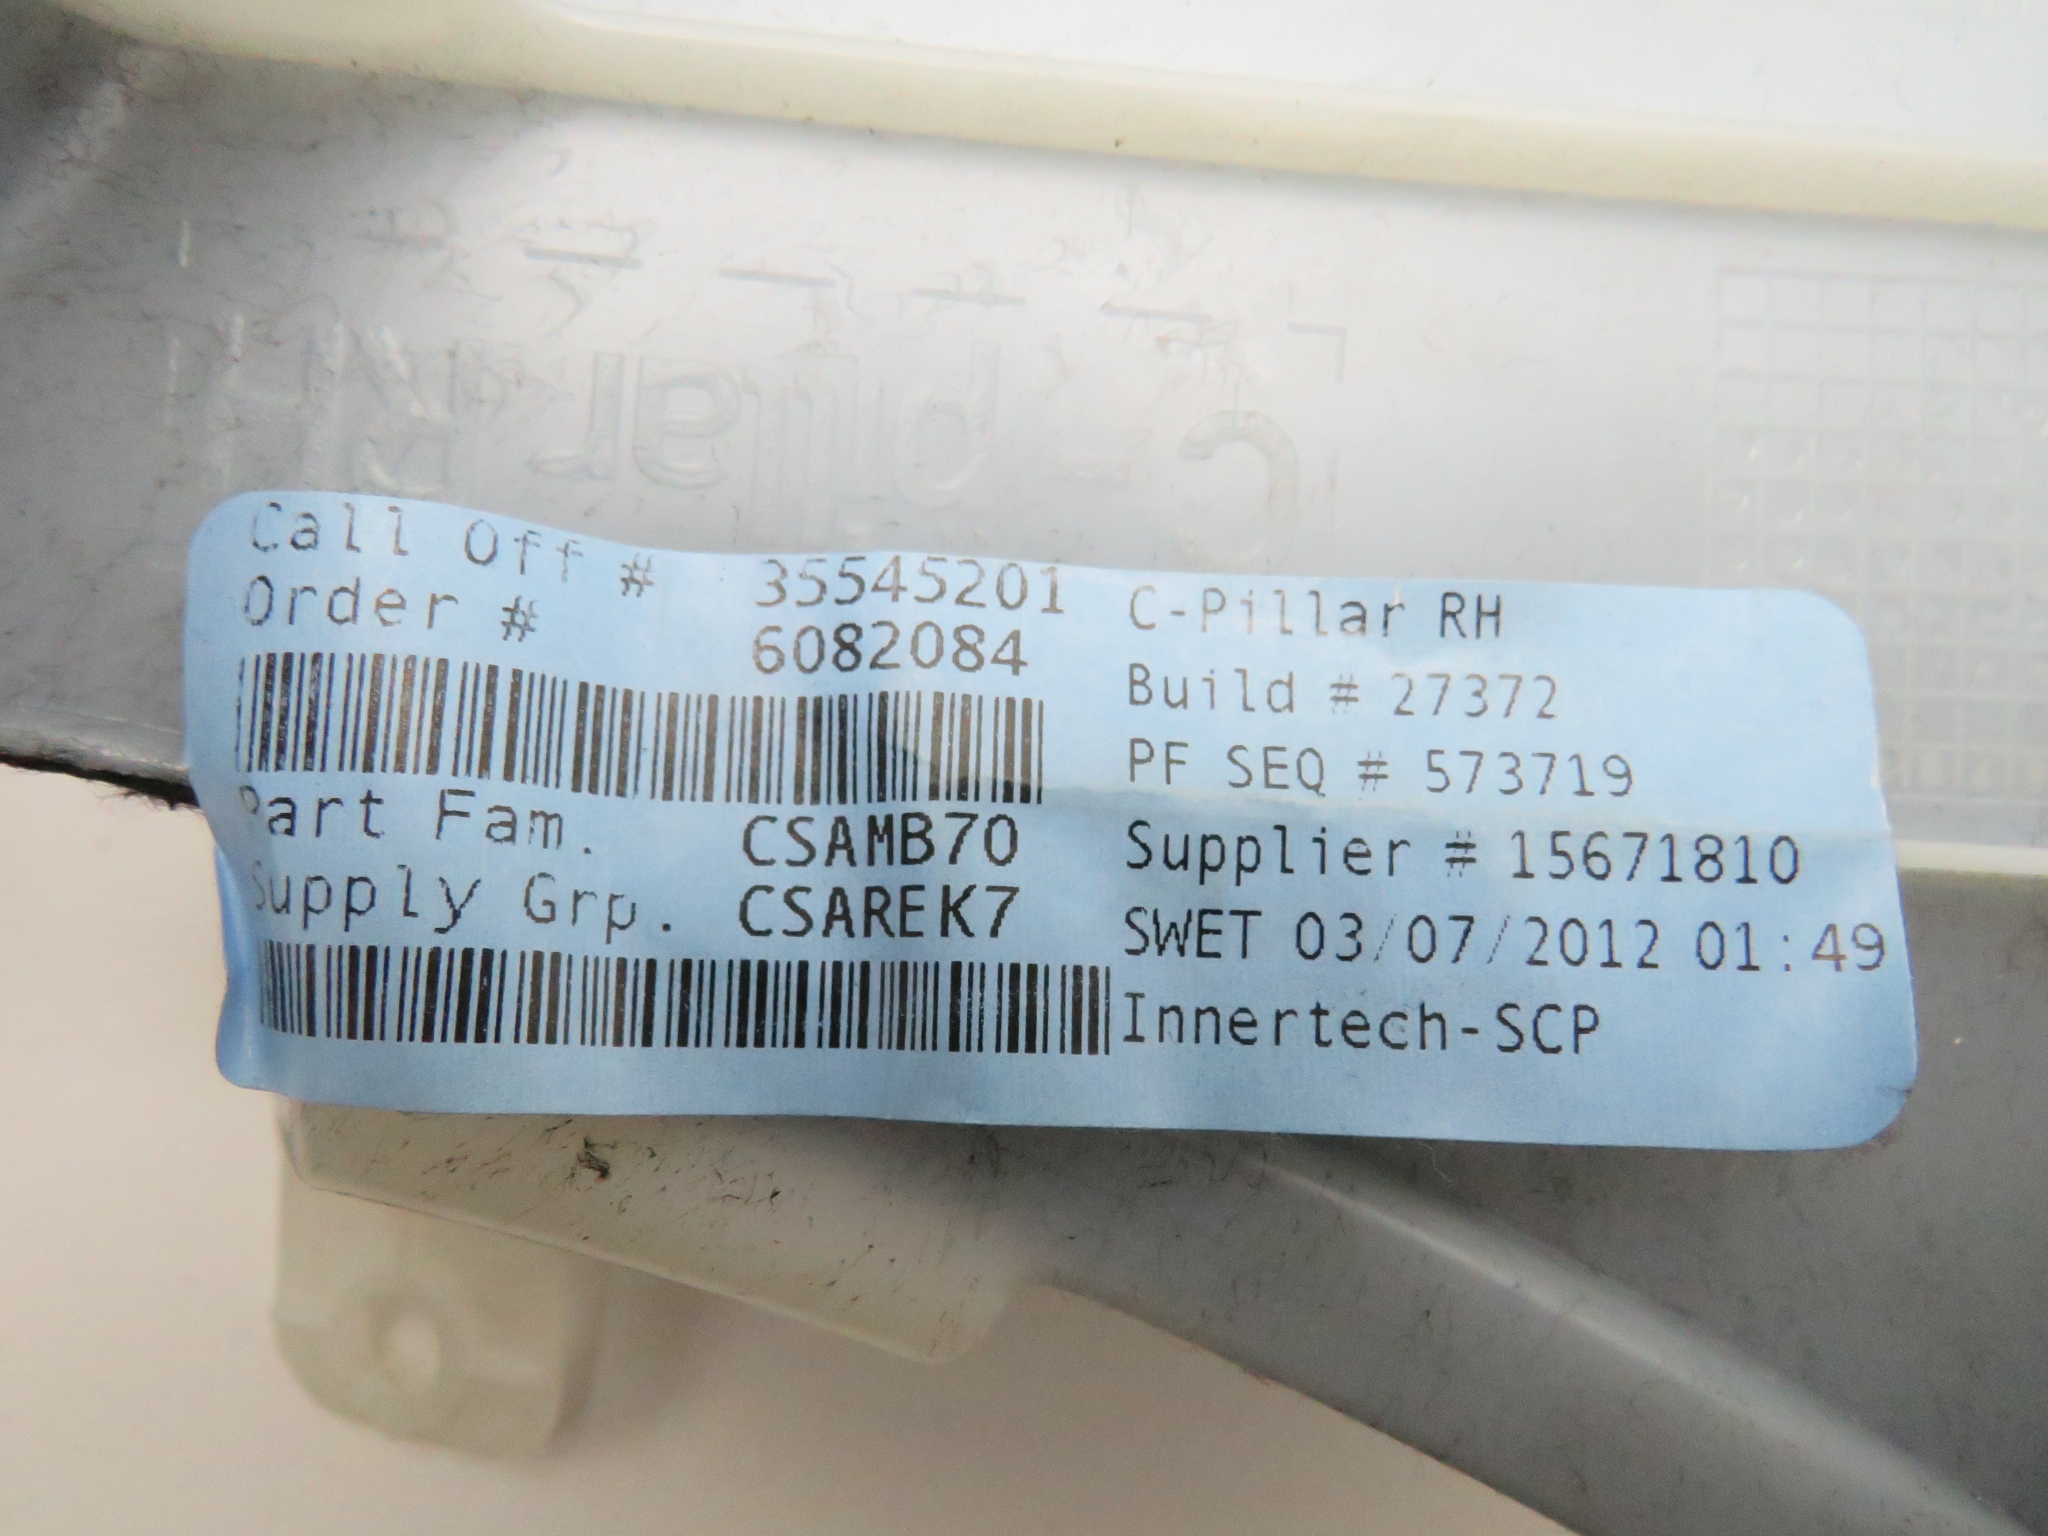 C-pillar RH
Call Off # 35545201
Order # 6082084
Part Fam. CSAMB70
Supply Grp. CSAREK7
C-Pillar RH
Build # 27372
PF SEQ # 573719
Supplier # 15671810
SWET 03/07/2012 01:49
Innertech-SCP